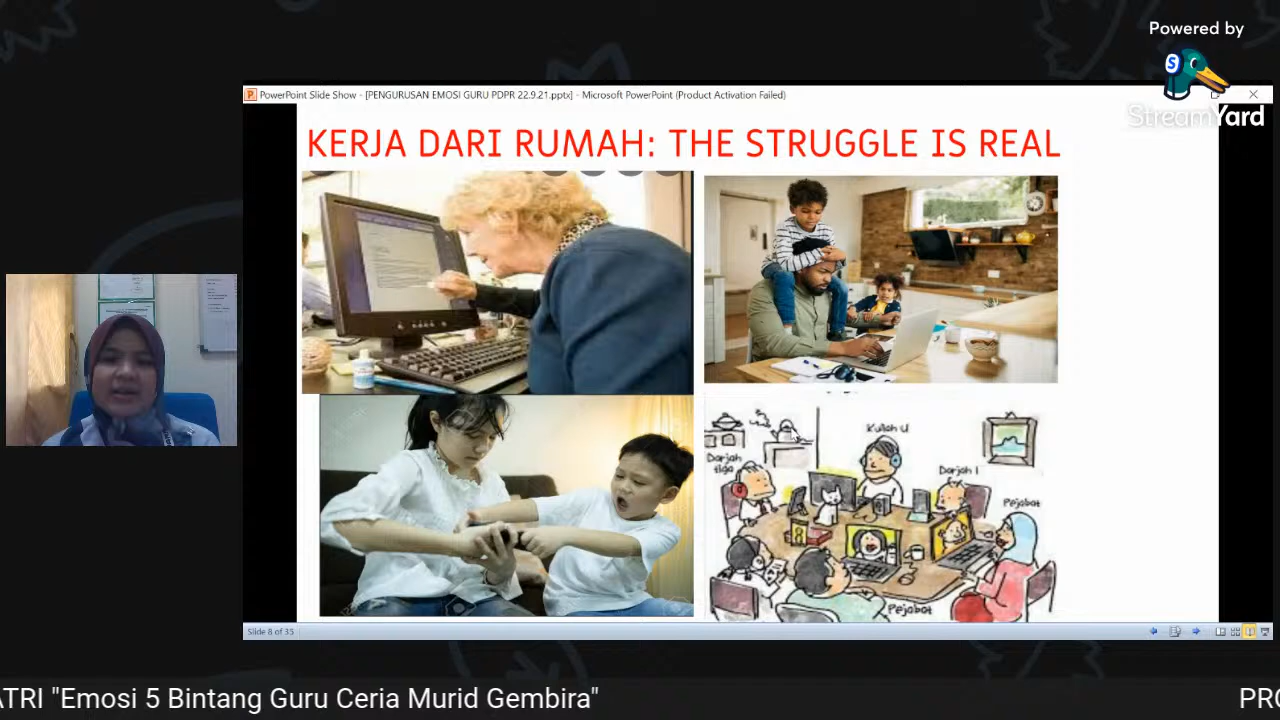 Powered by
S
StreamYard
PowerPoint Slide Show - [PENGURUSAN EMOSI GURU PDPR 22.9.21.pptx] - Microsoft PowerPoint (Product Activation Failed)
KERJA DARI RUMAH: THE STRUGGLE IS REAL
Kuliah U
Darjah
tiga
Darjah 1
Pejabat
Pejabat
Slide 8 of 35
ATRI "Emosi 5 Bintang Guru Ceria Murid Gembira"
PRO